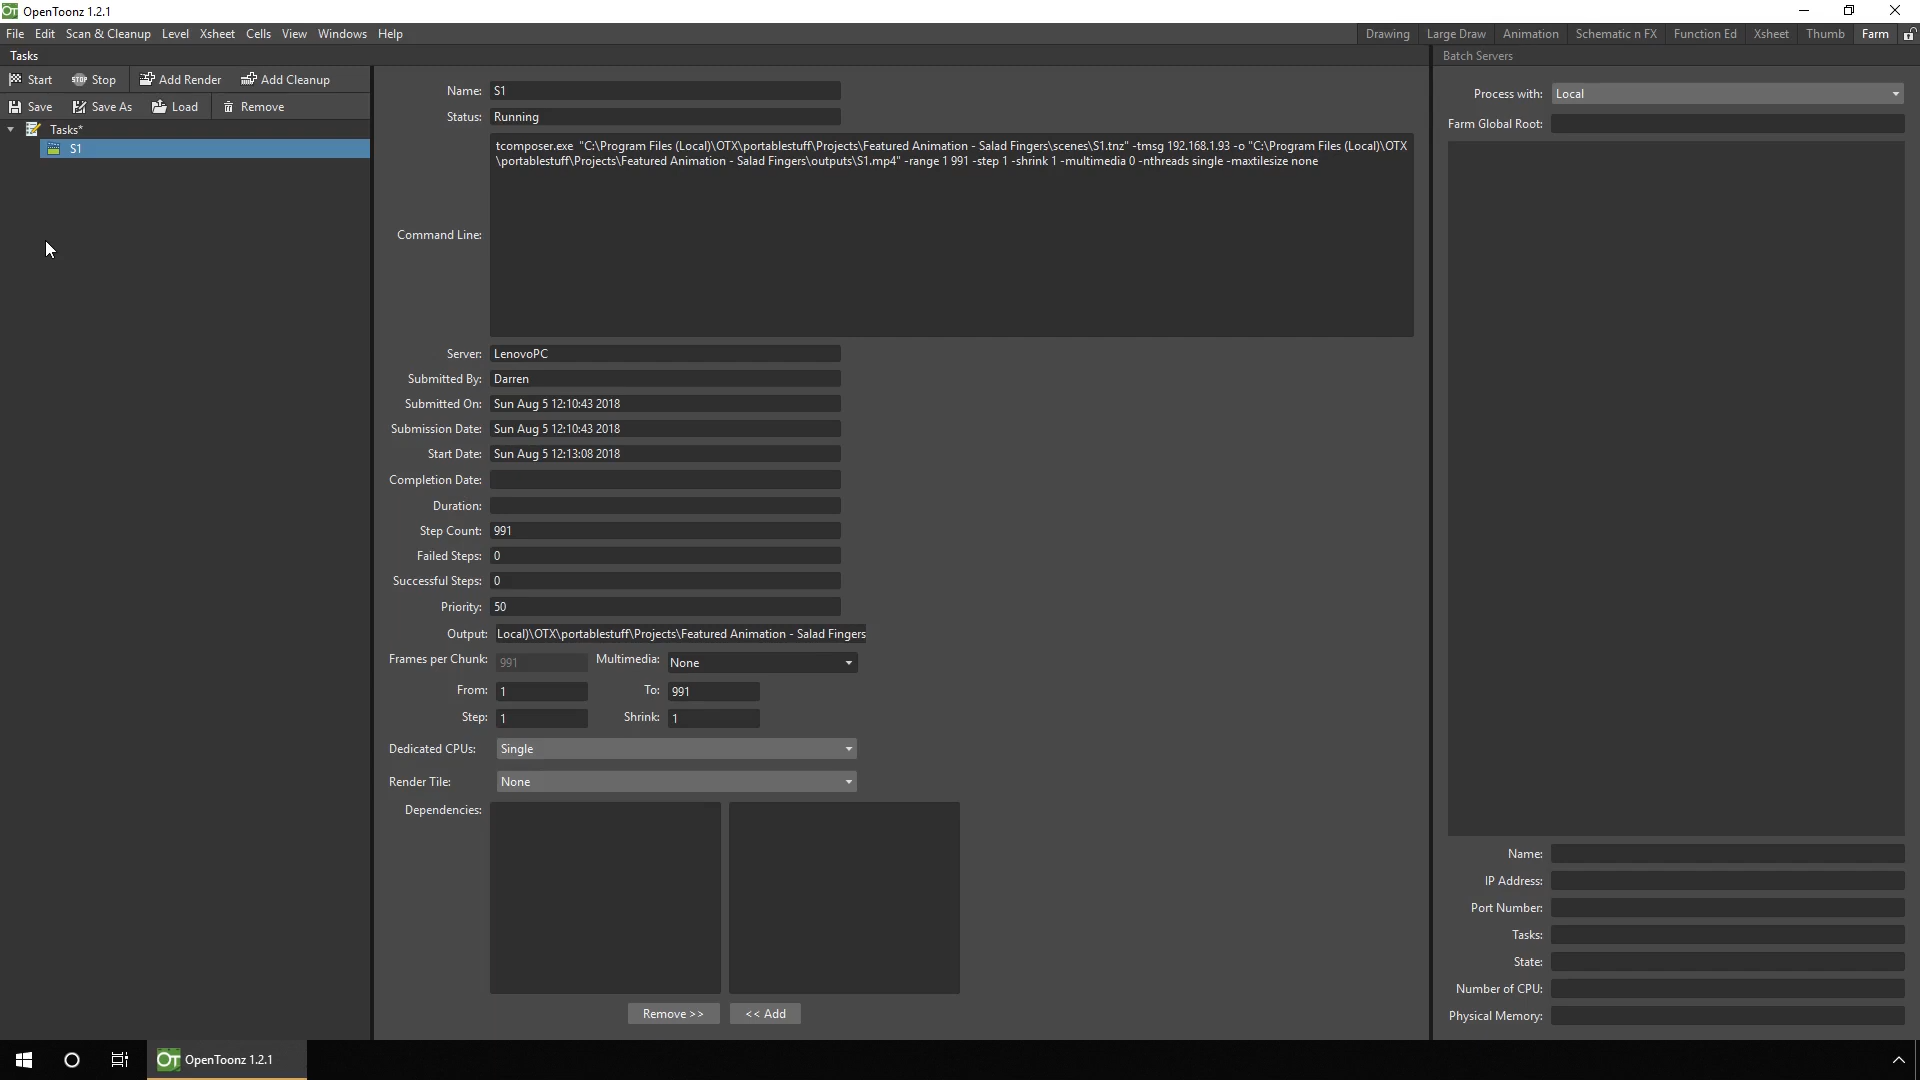 OpenToonz 1.2.1
File Edit Scan & Cleanup Level Xsheet Cells View Windows Help
Drawing Large Draw Animation Schematic n FX Function Ed Xsheet Thumb Farm
Tasks
Batch Servers
Start Stop Add Render Add Cleanup
Save Save As Load Remove
Tasks*
S1
Name: S1
Status: Running
Command Line:
tcomposer.exe "C:\Program Files (Local)\OTX\portablestuff\Projects\Featured Animation - Salad Fingers\scenes\S1.tnz" -tmsg 192.168.1.93 -o "C:\Program Files (Local)\OTX
\portablestuff\Projects\Featured Animation - Salad Fingers\outputs\S1.mp4" -range 1 991 -step 1 -shrink 1 -multimedia 0 -nthreads single -maxtilesize none
Server: LenovoPC
Submitted By: Darren
Submitted On: Sun Aug 5 12:10:43 2018
Submission Date: Sun Aug 5 12:10:43 2018
Start Date: Sun Aug 5 12:13:08 2018
Completion Date:
Duration:
Step Count: 991
Failed Steps: 0
Successful Steps: 0
Priority: 50
Output: Local)\OTX\portablestuff\Projects\Featured Animation - Salad Fingers
Frames per Chunk: 991 Multimedia: None
From: 1 To: 991
Step: 1 Shrink: 1
Dedicated CPUs: Single
Render Tile: None
Dependencies:
Remove >> << Add
Process with: Local
Farm Global Root:
Name:
IP Address:
Port Number:
Tasks:
State:
Number of CPU:
Physical Memory:
OT OpenToonz 1.2.1